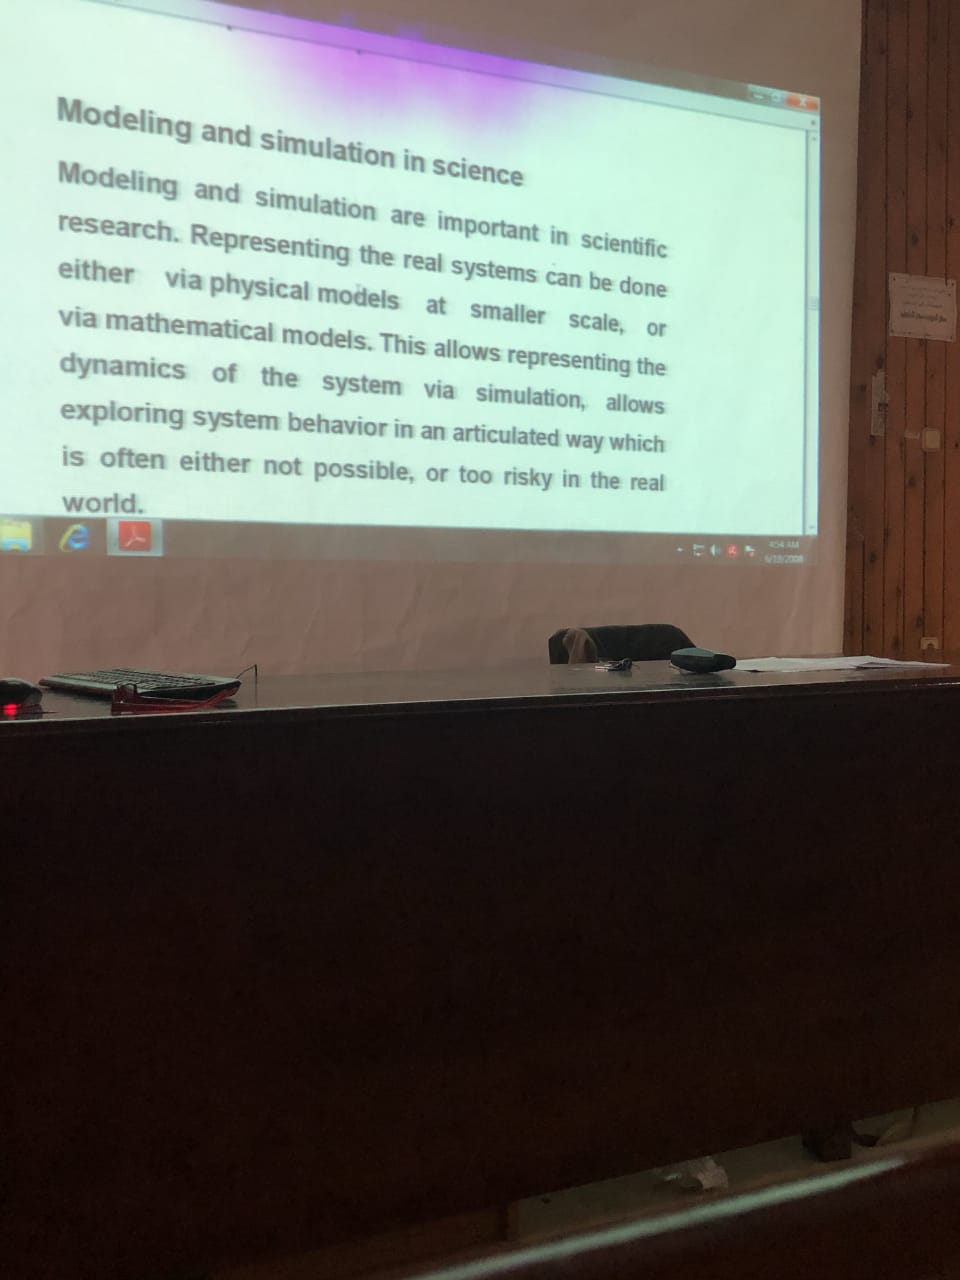 Modeling and simulation in science
Modeling and simulation are important in scientific
research. Representing the real systems can be done
either via physical models at smaller scale, or
via mathematical models. This allows representing the
dynamics of the system via simulation, allows
exploring system behavior in an articulated way which
is often either not possible, or too risky in the real
world.
4:54 AM